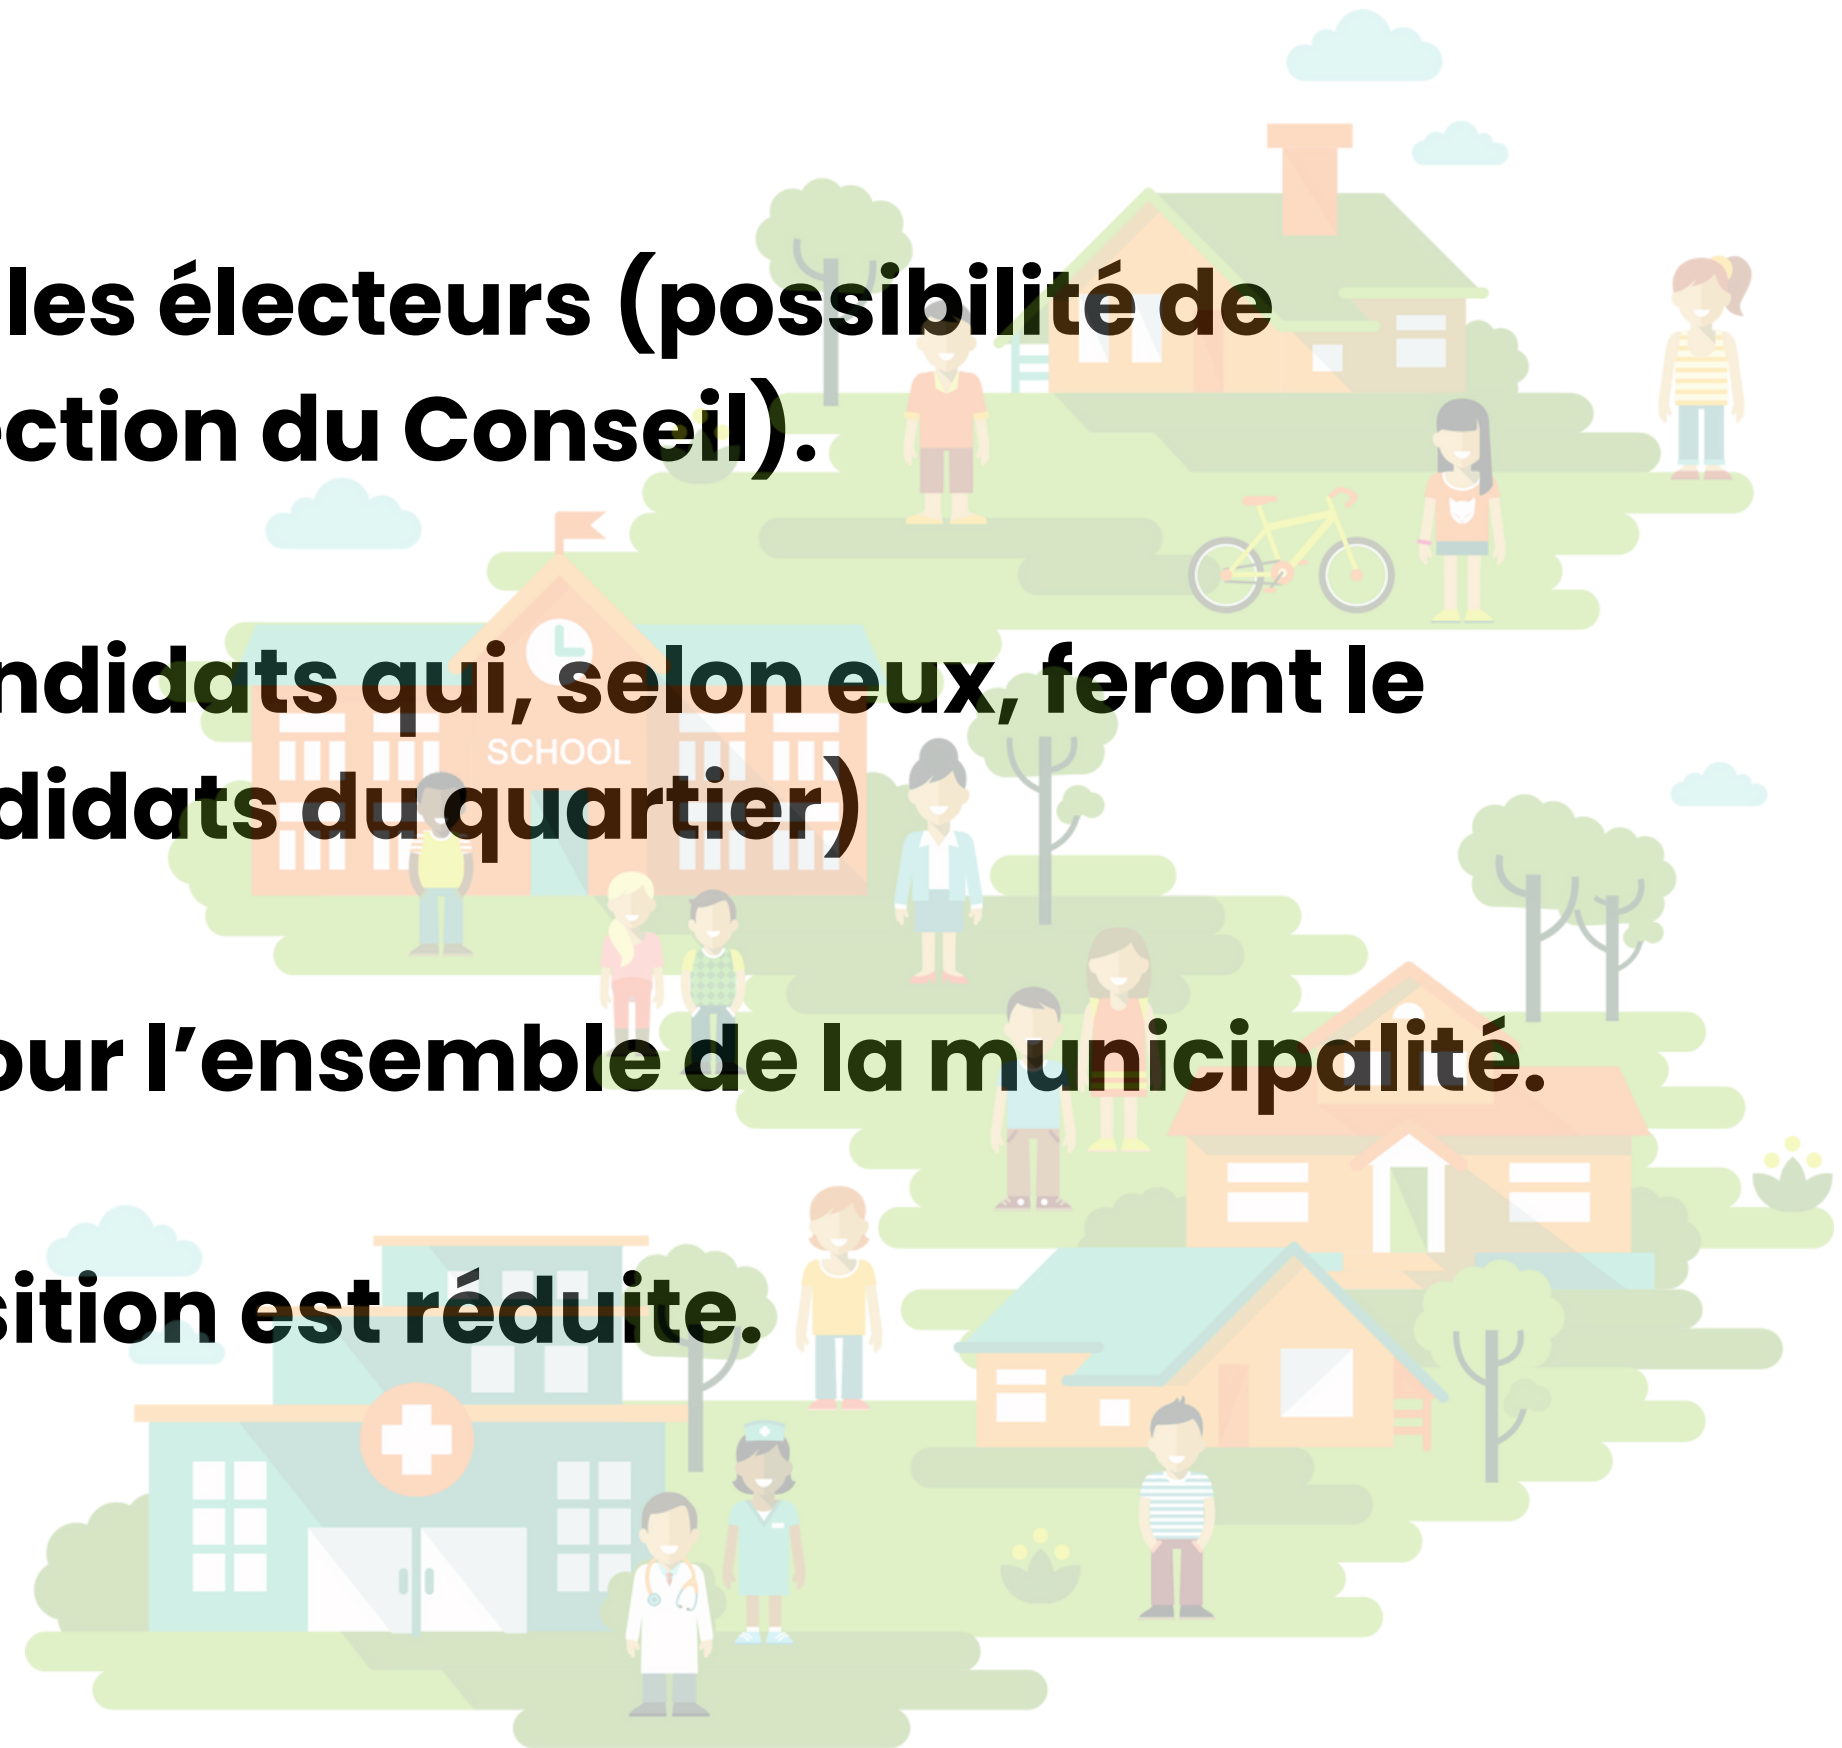 les électeurs (possibilité de
ction du Conseil).
ndidats qui, selon eux, feront le
SCHOOL
didats du quartier)
our l’ensemble de la municipalité.
sition est réduite.